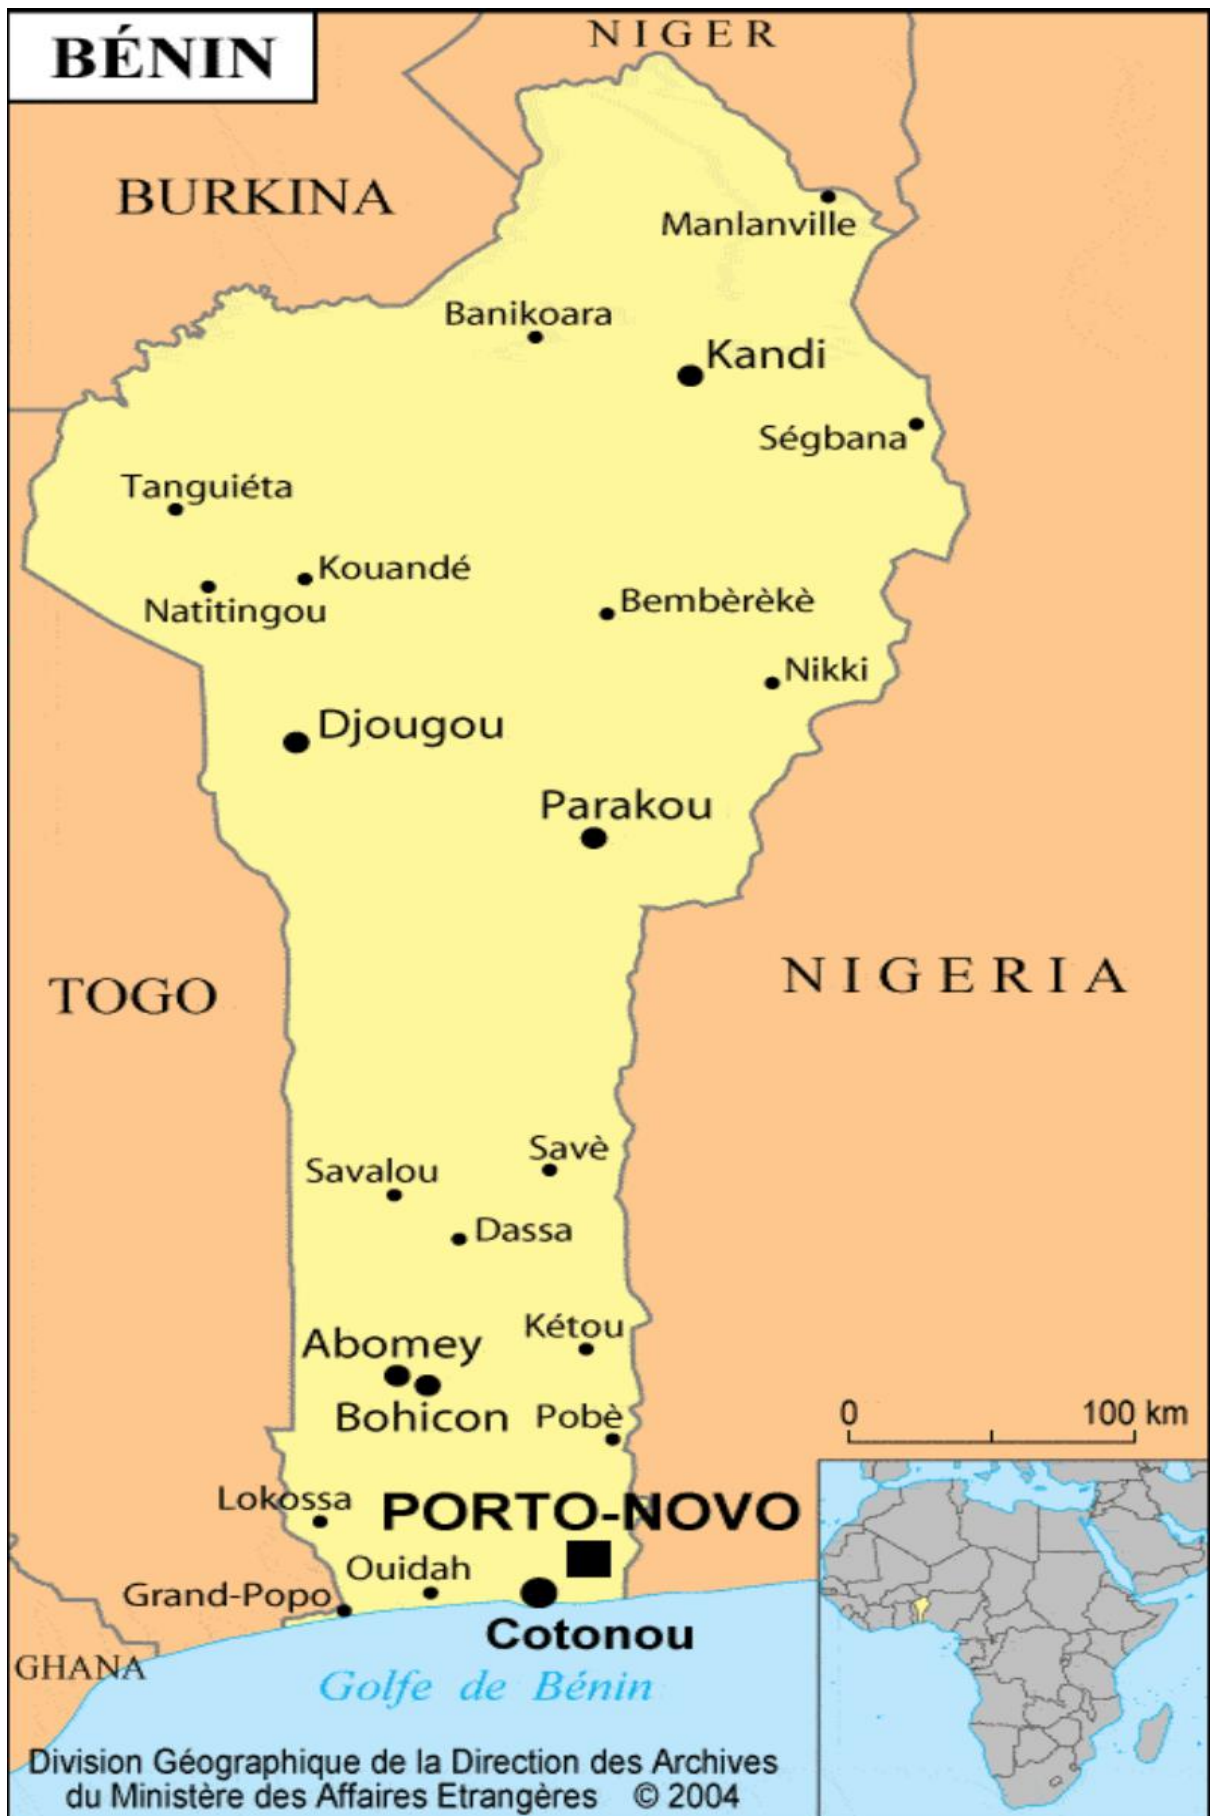 BÉNIN
NIGER
BURKINA
Manlanville
Banikoara
Kandi
Ségbana
Tanguiéta
Kouandé
Natitingou
Bembèrèkè
Nikki
Djougou
Parakou
NIGERIA
TOGO
Savè
Savalou
Dassa
Kétou
Abomey
Bohicon
Pobè
0 100 km
Lokossa
PORTO-NOVO
Ouidah
Grand-Popo
Cotonou
GHANA
Golfe de Bénin
Division Géographique de la Direction des Archives
du Ministère des Affaires Etrangères © 2004